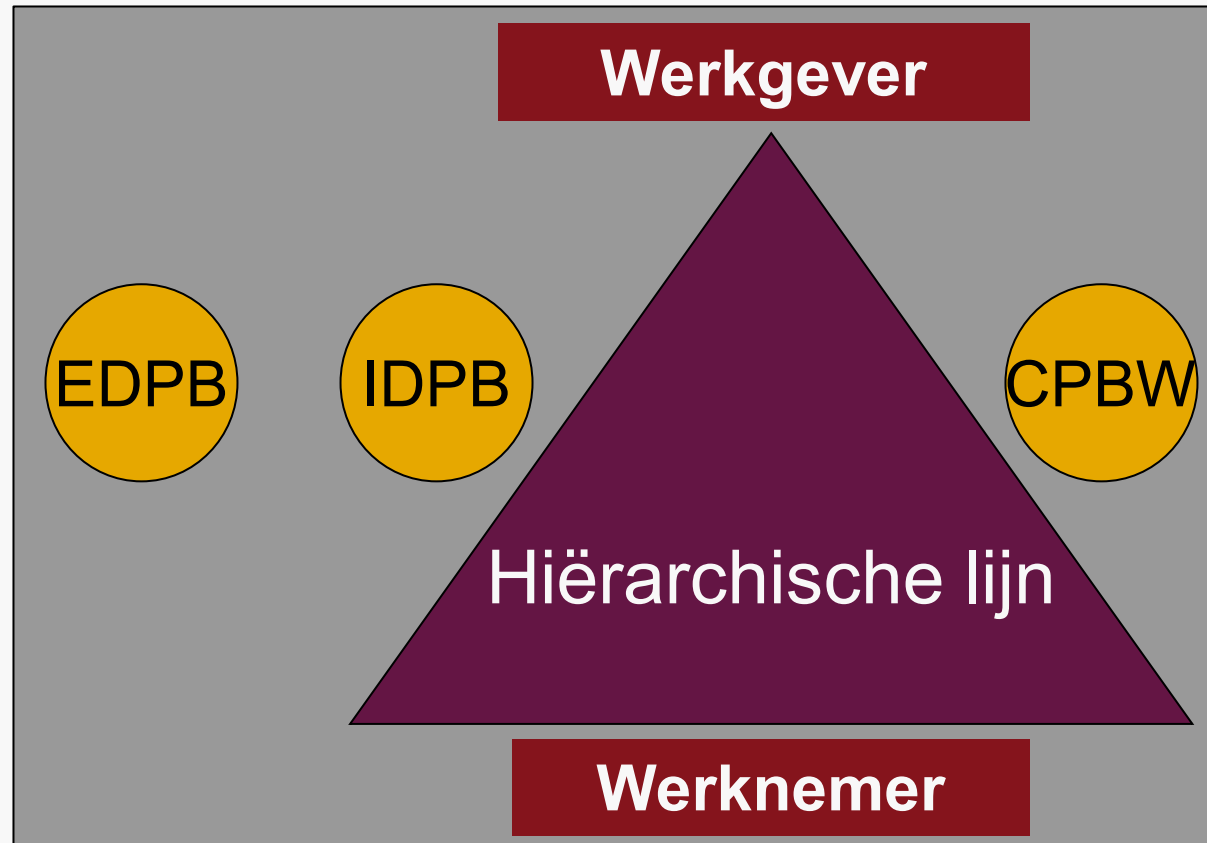 Werkgever
EDPB
IDPB
CPBW
Hiërarchische lijn
Werknemer